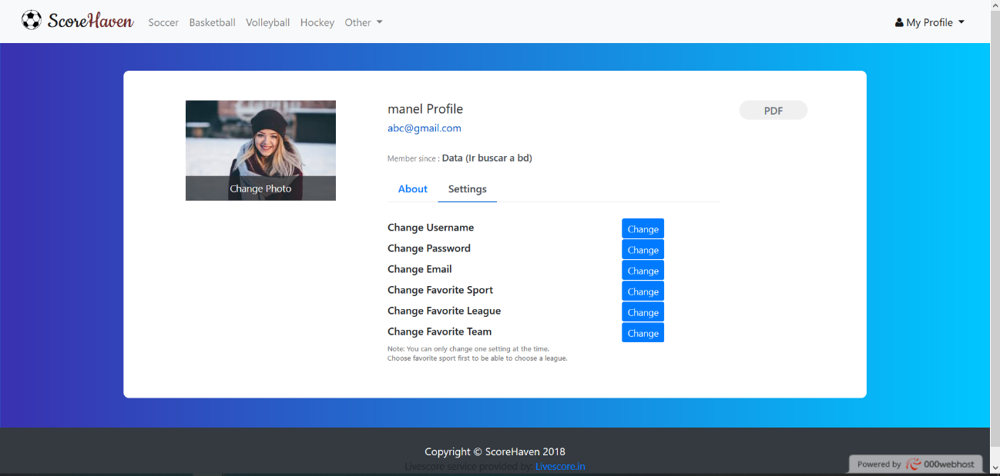 ScoreHaven Soccer Basketball Volleyball Hockey Other My Profile
manel Profile
PDF
abc@gmail.com
Member since : Data (Ir buscar a bd)
Change Photo
About Settings
Change Username Change
Change Password Change
Change Email Change
Change Favorite Sport Change
Change Favorite League Change
Change Favorite Team Change
Note: You can only change one setting at the time.
Choose favorite sport first to be able to choose a league.
Copyright © ScoreHaven 2018
Livescore service provided by: Livescore.in
Powered by 000webhost